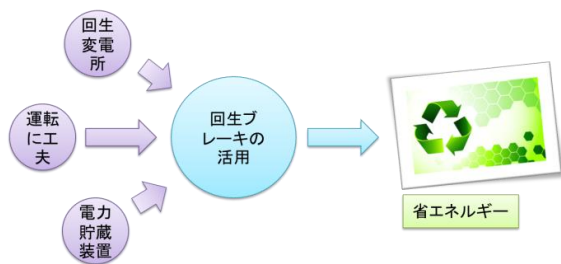 回生
変電
所
運転
に工
夫
電力
貯蔵
装置
回生ブ
レーキの
活用
省エネルギー